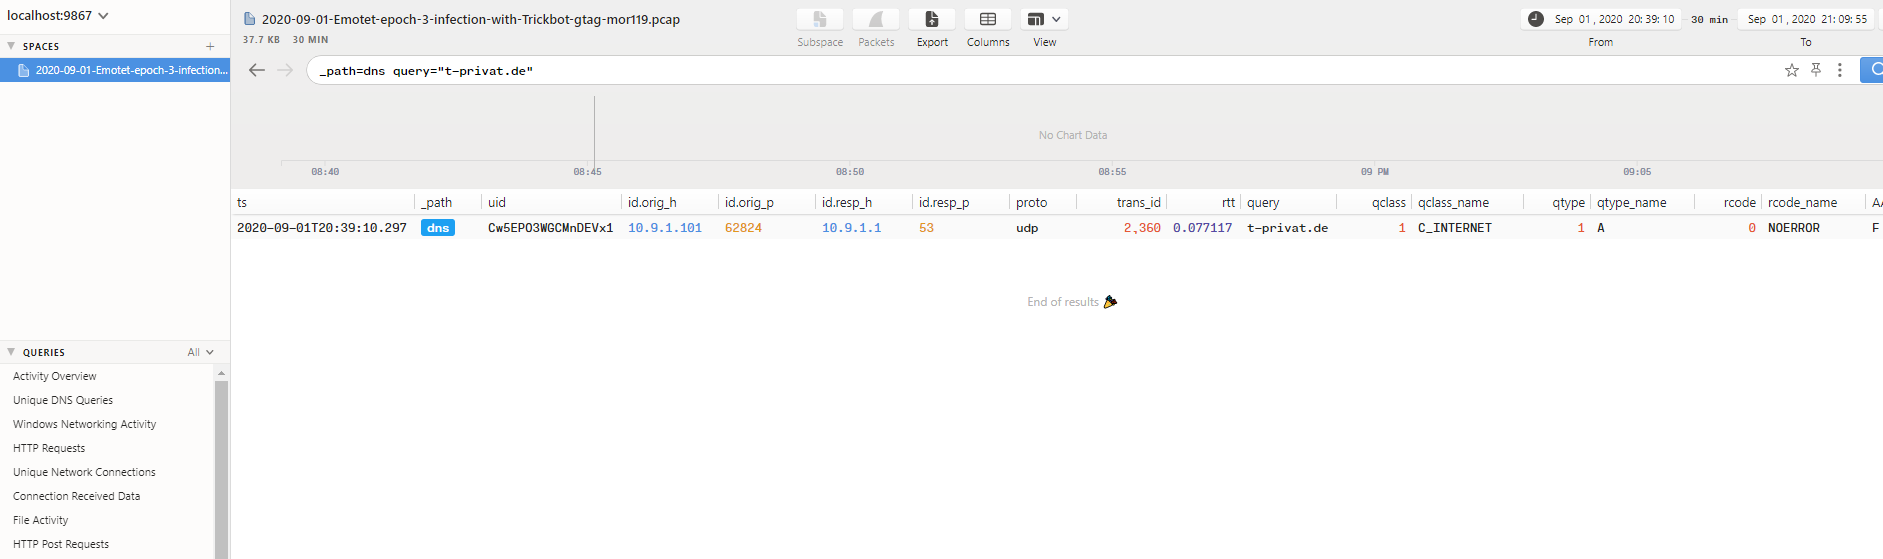 localhost:9867
SPACES
2020-09-01-Emotet-epoch-3-infection...
QUERIES All
Activity Overview
Unique DNS Queries
Windows Networking Activity
HTTP Requests
Unique Network Connections
Connection Received Data
File Activity
HTTP Post Requests
2020-09-01-Emotet-epoch-3-infection-with-Trickbot-gtag-mor119.pcap
37.7 KB 30 MIN
Subspace Packets Export Columns View
Sep 01, 2020 20:39:10 30 min Sep 01, 2020 21:09:55
From To
_path=dns query="t-privat.de"
No Chart Data
08:40 08:45 08:50 08:55 09 PM 09:05
ts _path uid id.orig_h id.orig_p id.resp_h id.resp_p proto trans_id rtt query qclass qclass_name qtype qtype_name rcode rcode_name
2020-09-01T20:39:10.297 dns Cw5EPO3WGCMnDEVx1 10.9.1.101 62824 10.9.1.1 53 udp 2,360 0.077117 t-privat.de 1 C_INTERNET 1 A 0 NOERROR F
End of results